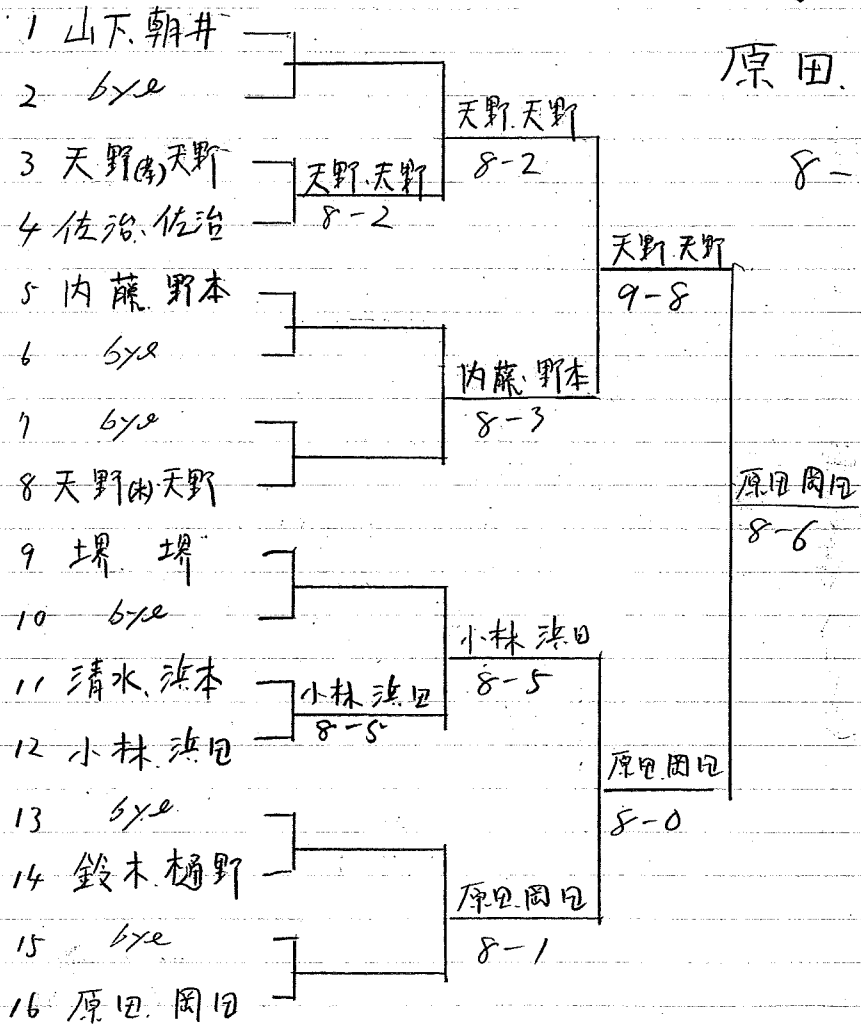 1 山下、朝井
2 bye
3 天野(孝)天野
4 佐治、佐治
5 内藤、野本
6 bye
7 bye
8 天野 天野
9 堺 堺
10 bye
11 清水、浜本
12 小林、浜田
13 bye
14 鈴木、樋野
15 bye
16 原田、岡田
天野、天野
8-2
小林 浜田
8-5
天野、天野
8-2
内藤、野本
8-3
小林 浜田
8-5
原田、岡田
8-1
天野、天野
9-8
原田、岡田
8-0
原田 岡田
8-6
原田、
8-